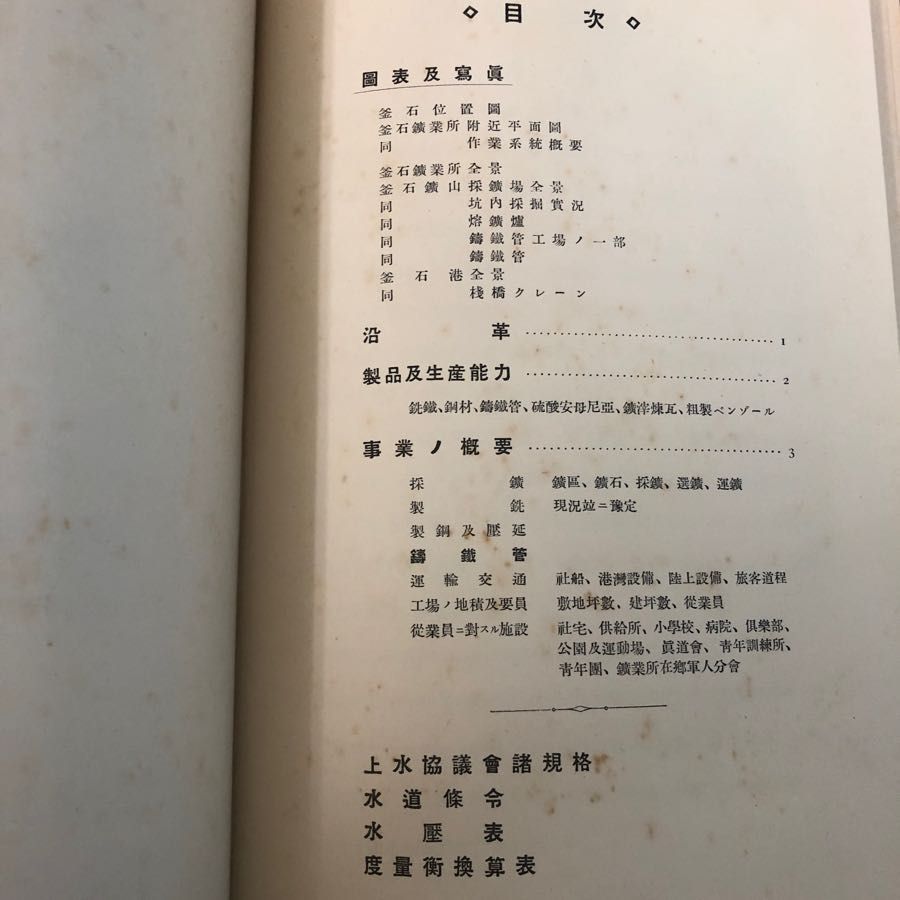 ◇目次◇
圖表及寫眞
釜石位置圖
釜石鑛業所附近平面圖
同 作業系統概要
釜石鑛業所全景
釜石鑛山採鑛場全景
同 坑內採掘實況
同 熔鑛爐
同 鑄鐵管工場ノ一部
同 鑄鐵管
釜石港全景
同 棧橋クレーン
沿革 1
製品及生產能力 2
銑鐵、鋼材、鑄鐵管、硫酸安母尼亞、鑛滓煉瓦、粗製ベンゾール
事業ノ概要 3
採鑛 鑛區、鑛石、採鑛、選鑛、運鑛
製銑 現況竝ニ豫定
製鋼及壓延
鑄鐵管
運輸交通 社船、港灣設備、陸上設備、旅客道程
工場ノ地積及要員 敷地坪數、建坪數、從業員
從業員ニ對スル施設 社宅、供給所、小學校、病院、俱樂部、
公園及運動場、眞道會、靑年訓練所、
靑年團、鑛業所在鄕軍人分會
上水協議會諸規格
水道條令
水壓表
度量衡換算表